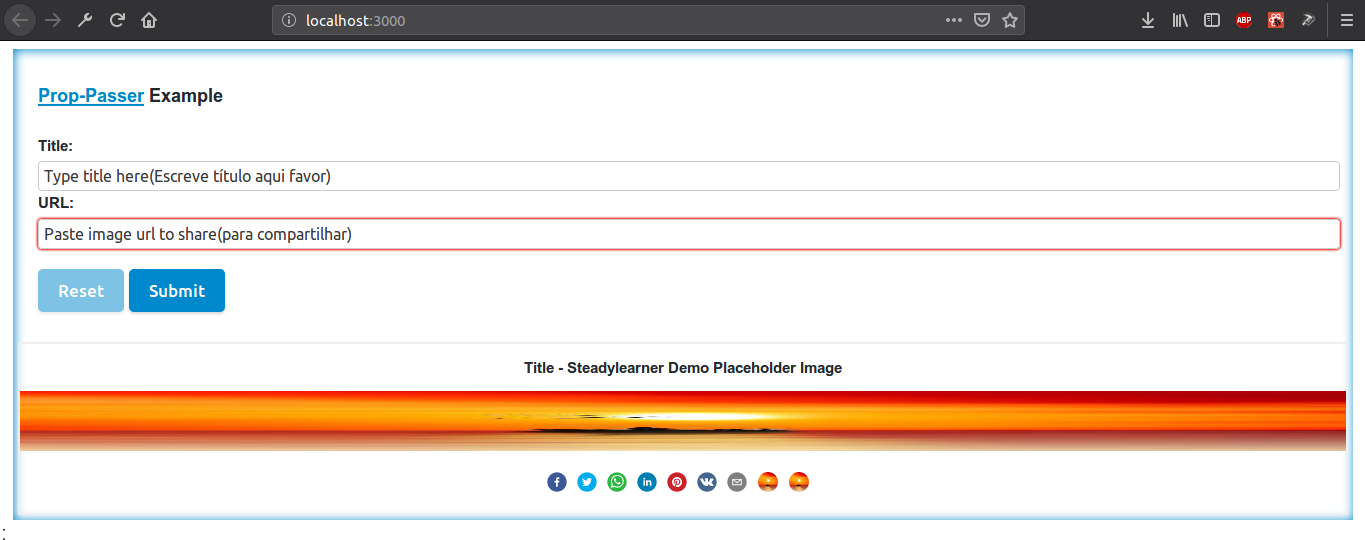 localhost:3000
ABP
Prop-Passer Example
Title:
Type title here(Escreve título aqui favor)
URL:
Paste image url to share(para compartilhar)
Reset Submit
Title - Steadylearner Demo Placeholder Image
;